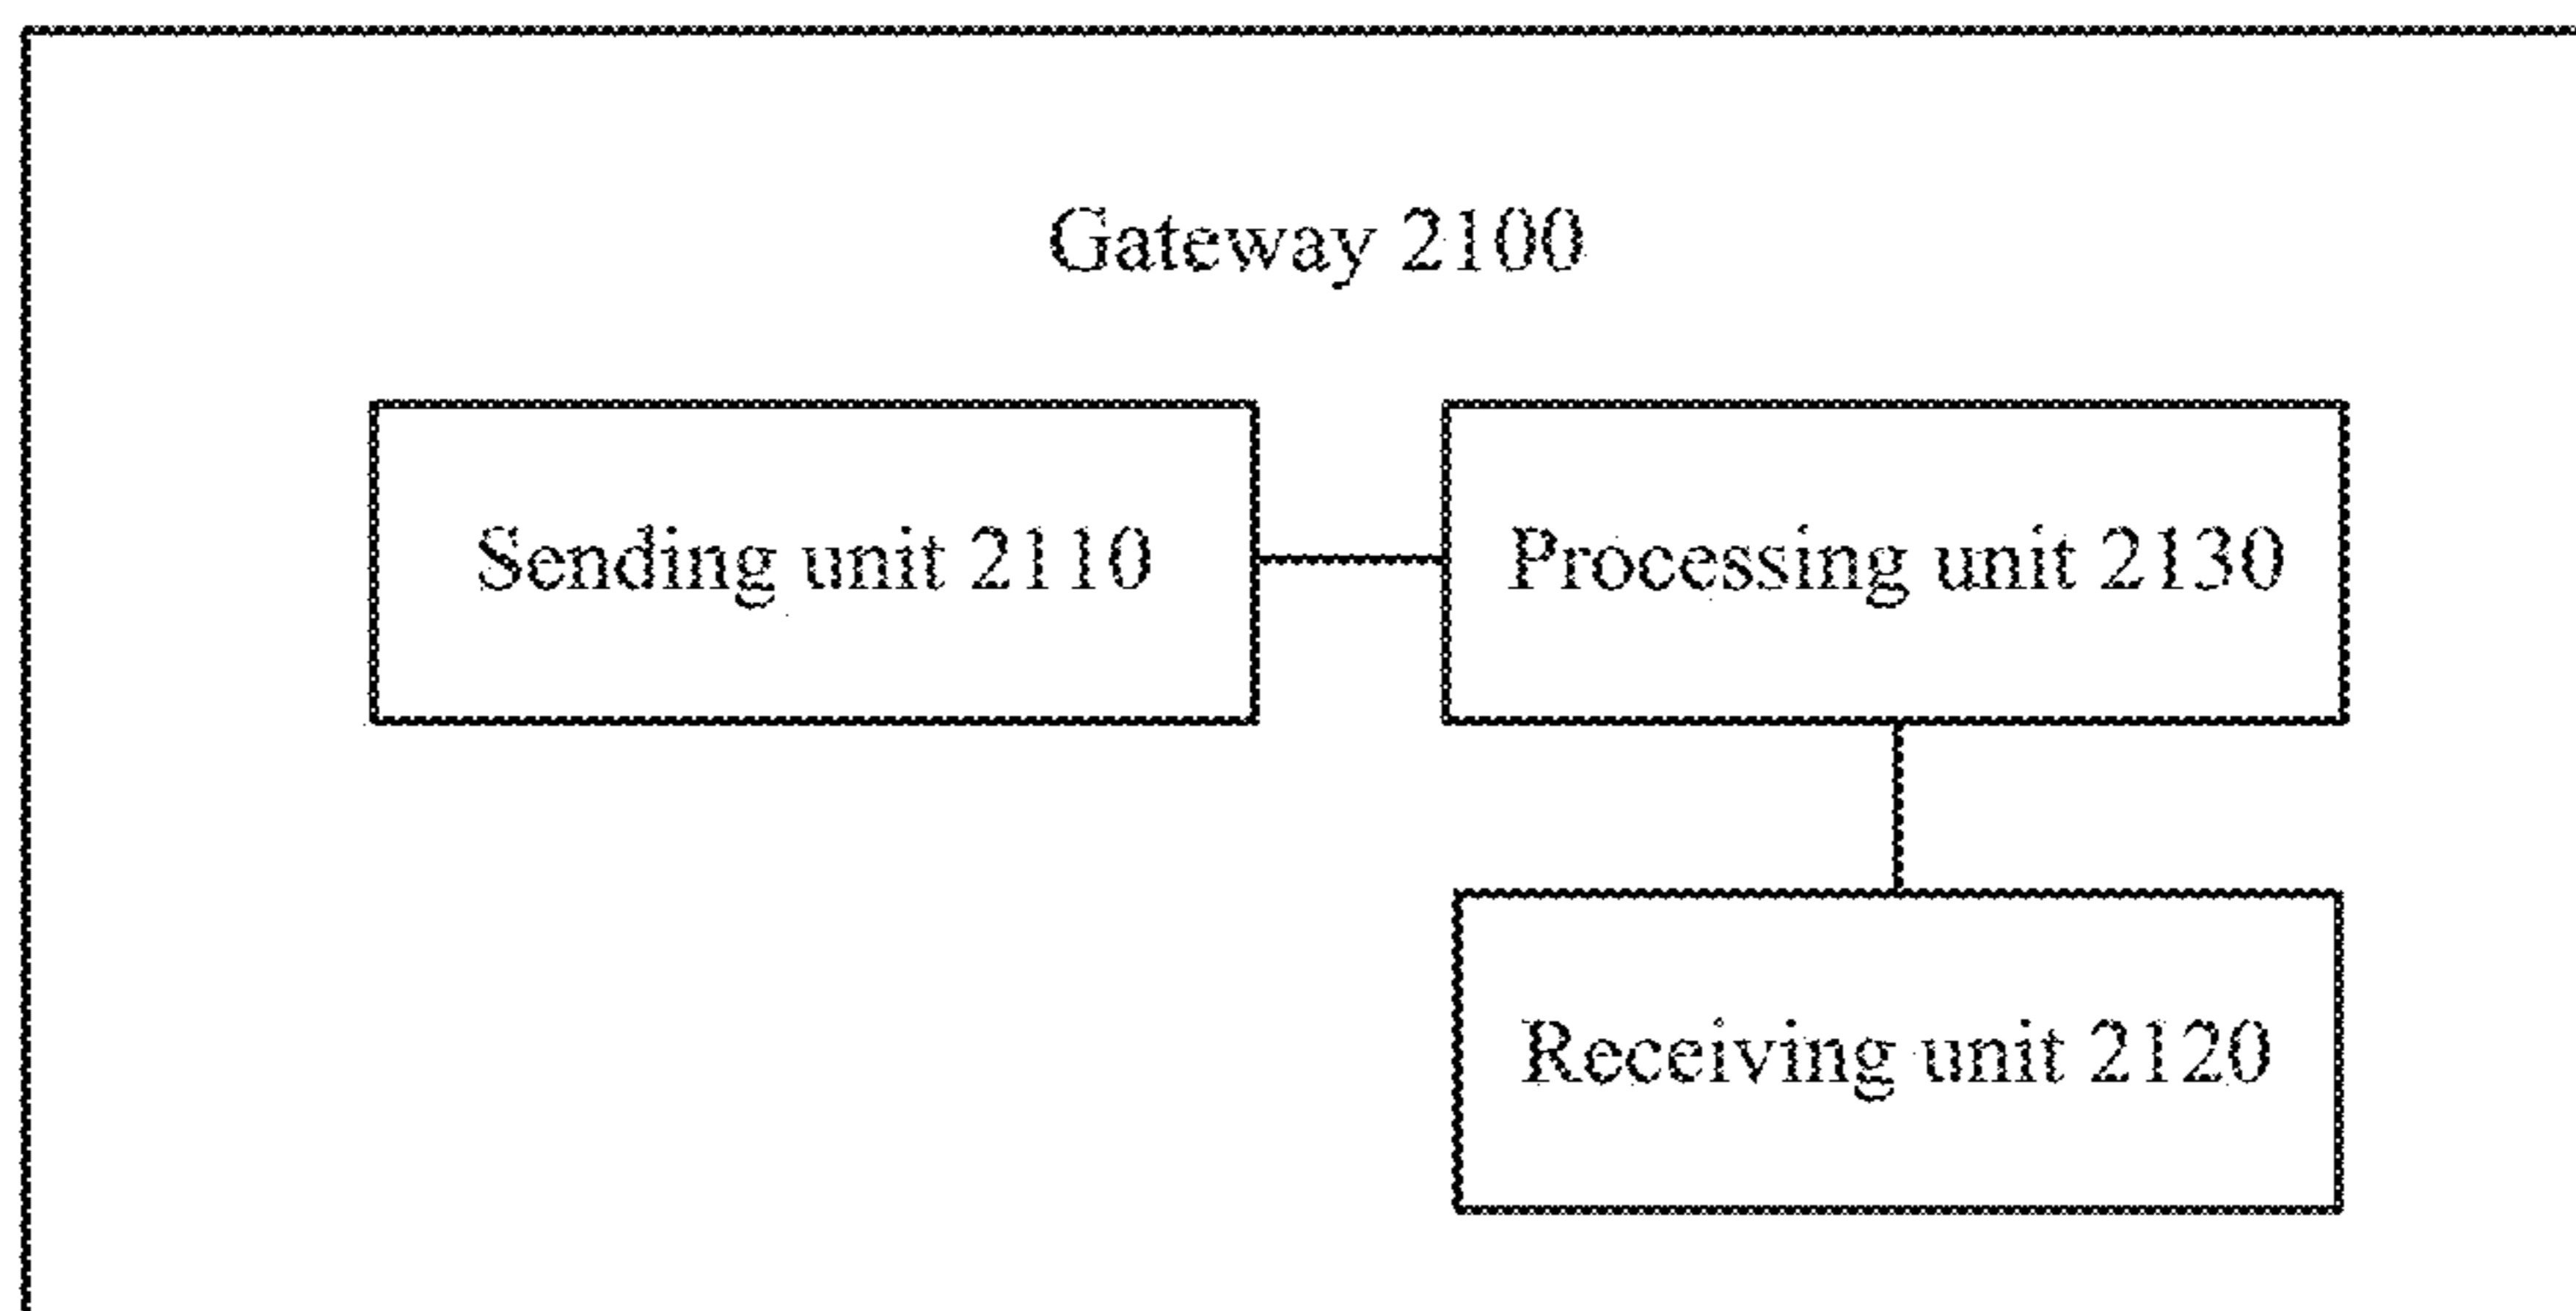 Gateway 2100
Sending unit 2110
Processing unit 2130
Receiving unit 2120